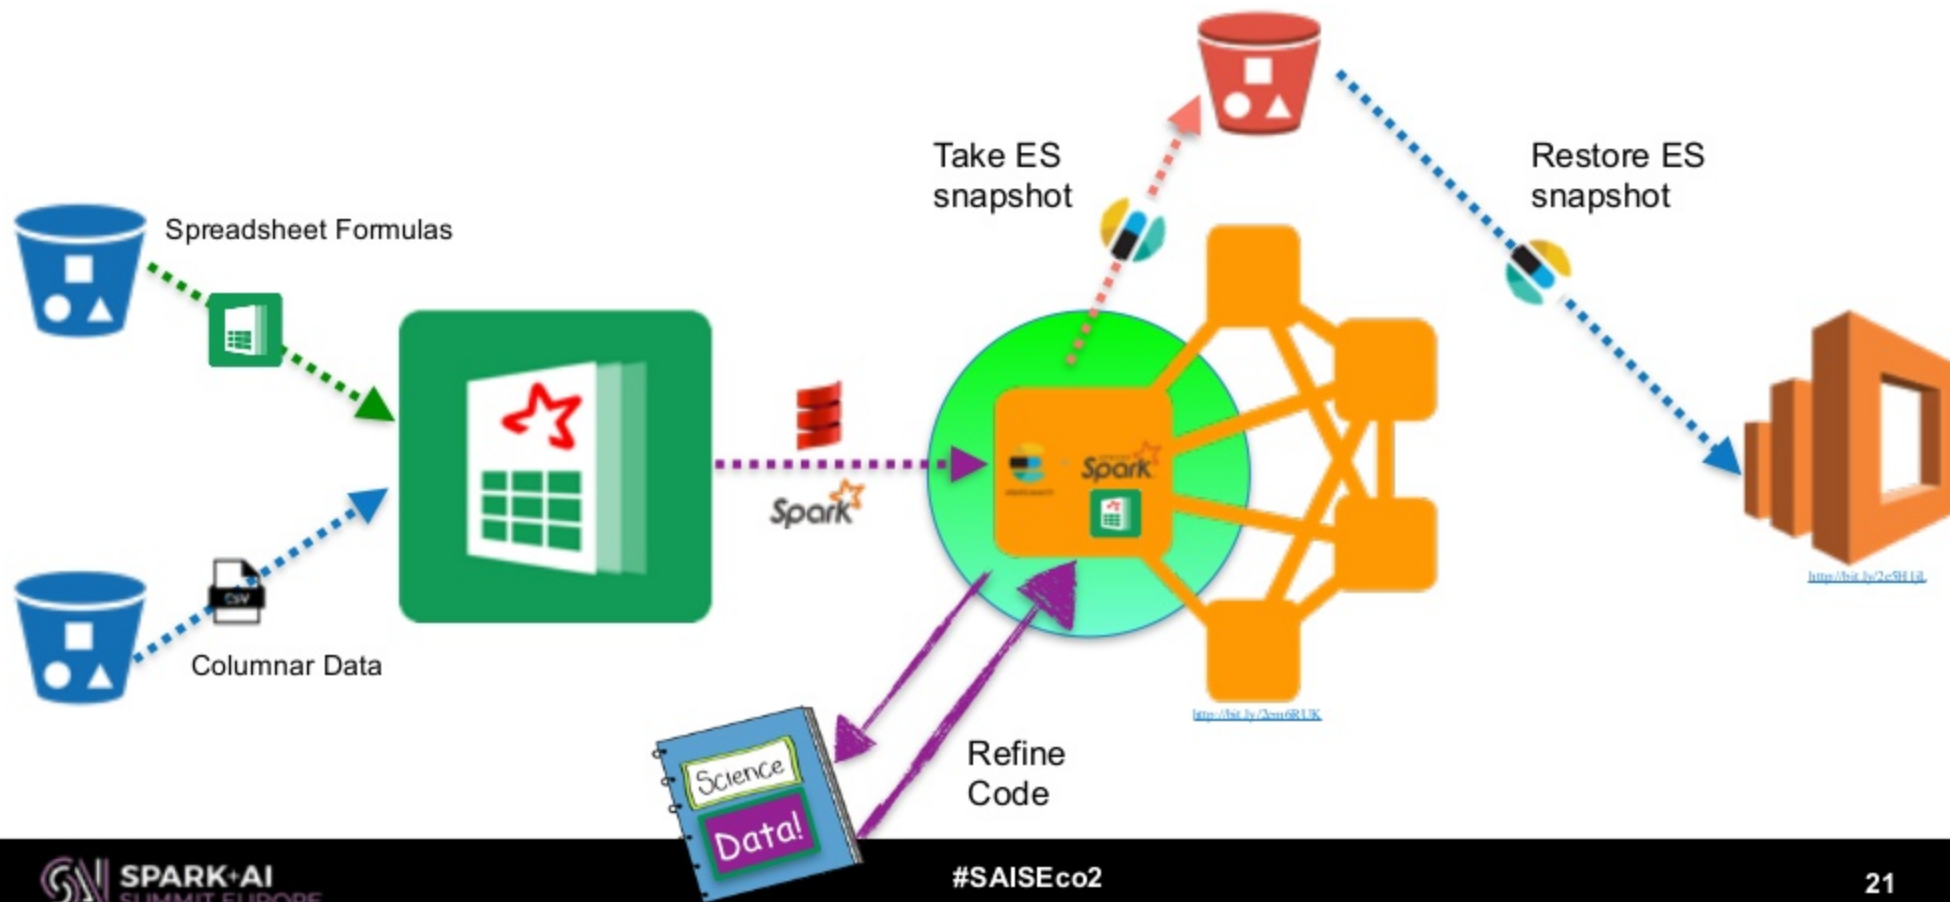 Take ES
snapshot
Restore ES
snapshot
Spreadsheet Formulas
Spark
Spark
CSV
Columnar Data
Refine
Code
Science
Data!
SPARK+AI
SUMMIT EUROPE
#SAISEco2
21